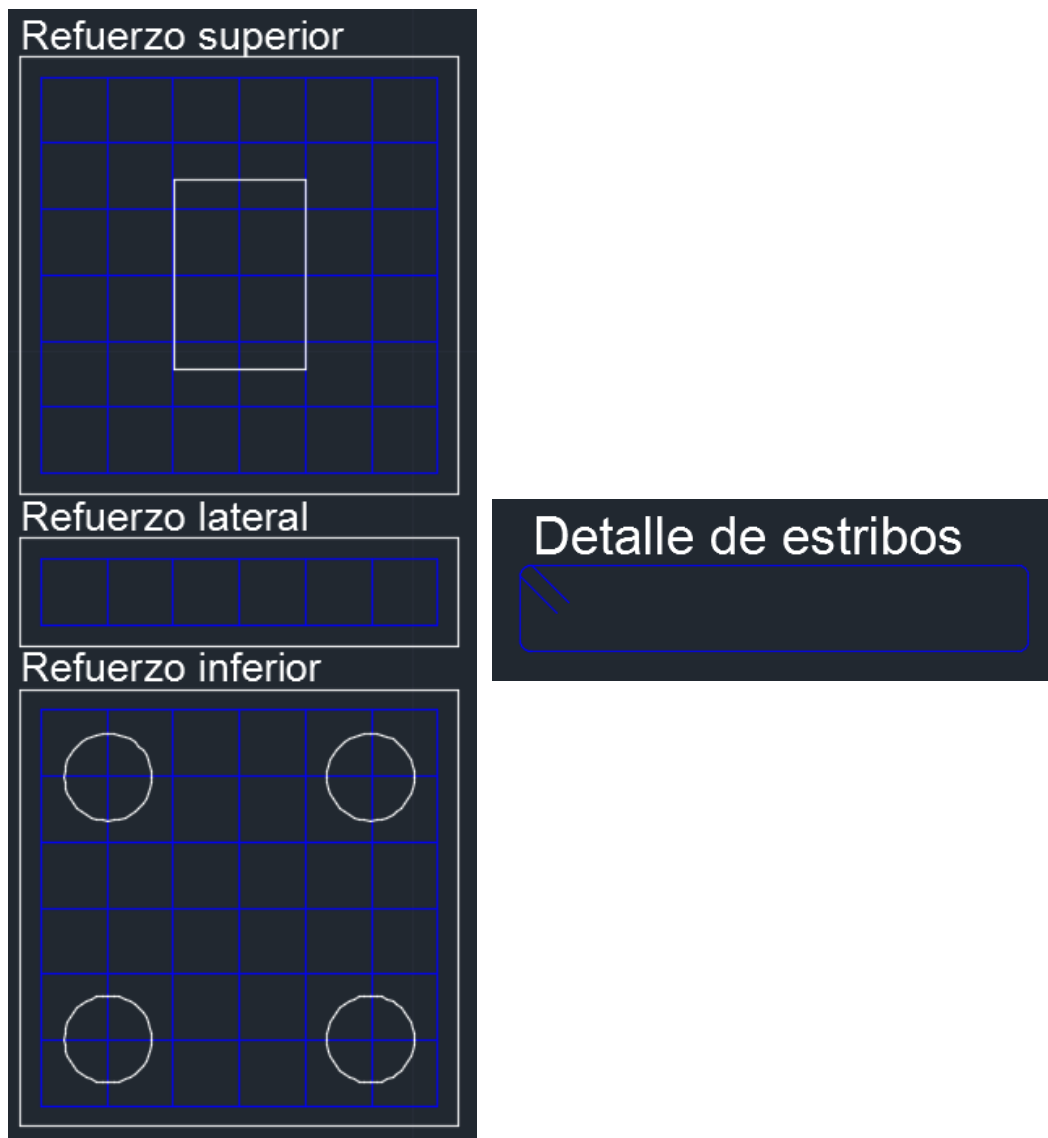 Refuerzo superior
Refuerzo lateral
Refuerzo inferior
Detalle de estribos